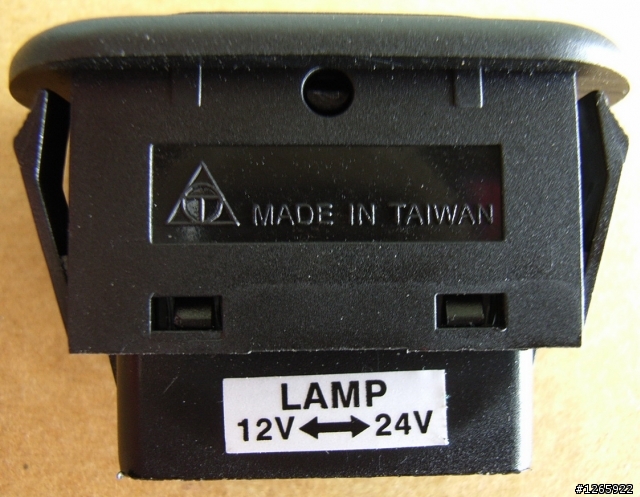 MADE IN TAIWAN
LAMP
12V ↔ 24V
#1265922